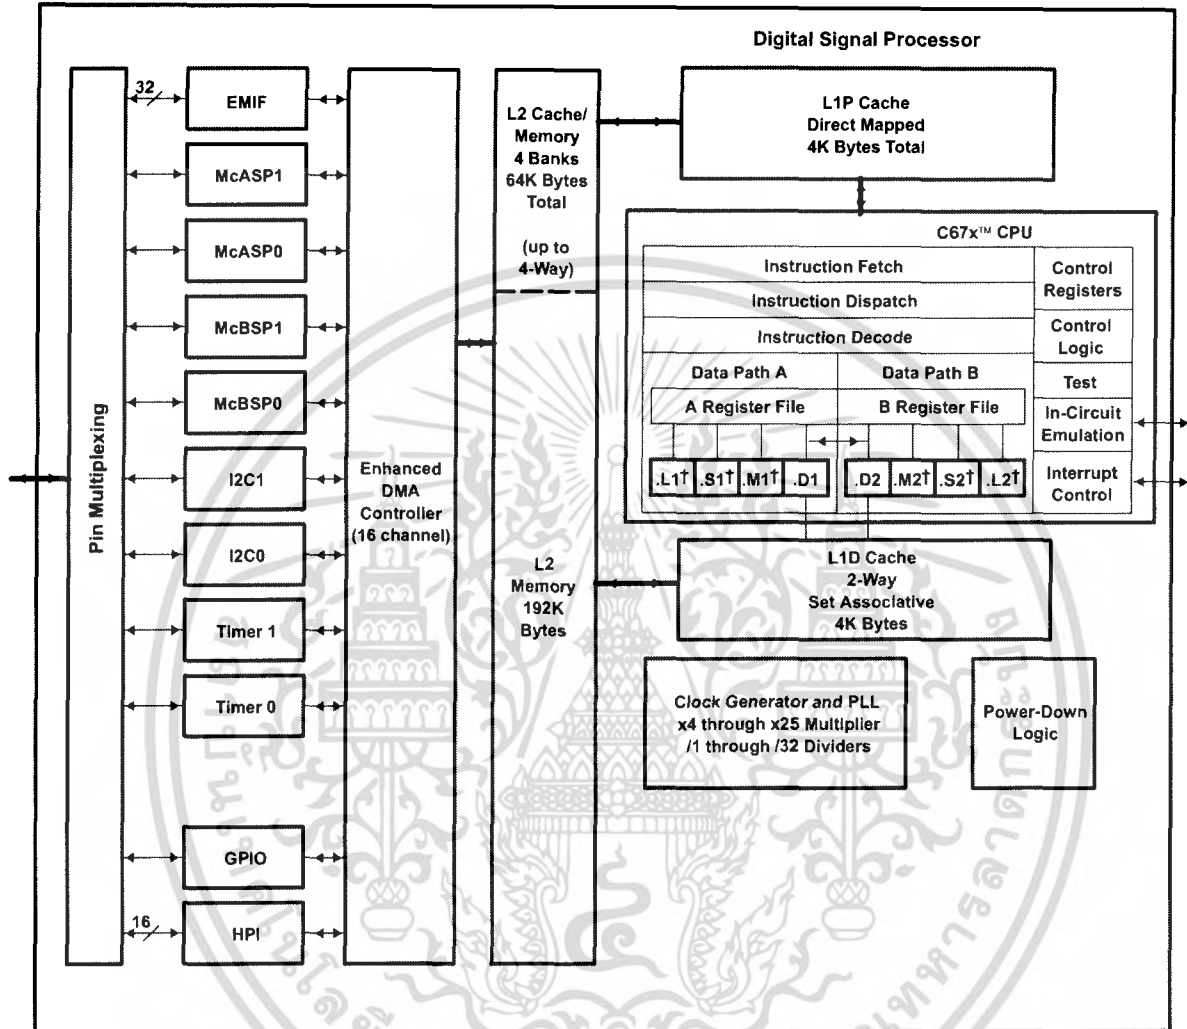 Digital Signal Processor
Pin Multiplexing
32
EMIF
McASP1
McASP0
McBSP1
McBSP0
I2C1
I2C0
Timer 1
Timer 0
GPIO
16
HPI
Enhanced
DMA
Controller
(16 channel)
L2 Cache/
Memory
4 Banks
64K Bytes
Total
(up to
4-Way)
L2
Memory
192K
Bytes
L1P Cache
Direct Mapped
4K Bytes Total
C67x™ CPU
Instruction Fetch
Instruction Dispatch
Instruction Decode
Data Path A
A Register File
.L1† .S1† .M1† .D1
Data Path B
B Register File
.D2 .M2† .S2† .L2†
Control
Registers
Control
Logic
Test
In-Circuit
Emulation
Interrupt
Control
L1D Cache
2-Way
Set Associative
4K Bytes
Clock Generator and PLL
x4 through x25 Multiplier
/1 through /32 Dividers
Power-Down
Logic